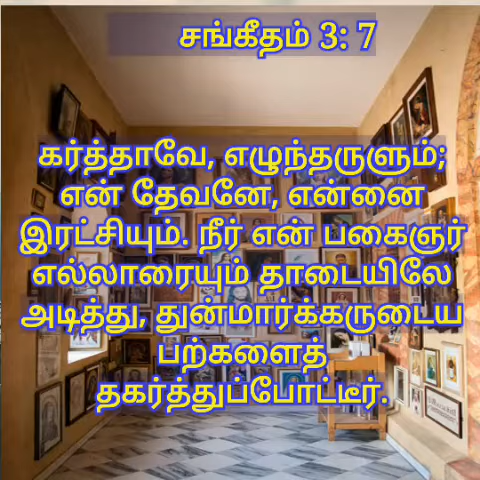 சங்கீதம் 3: 7
கர்த்தாவே, எழுந்தருளும்;
என் தேவனே, என்னை
இரட்சியும். நீர் என் பகைஞர்
எல்லாரையும் தாடையிலே
அடித்து, துன்மார்க்கருடைய
பற்களைத்
தகர்த்துப்போட்டீர்.